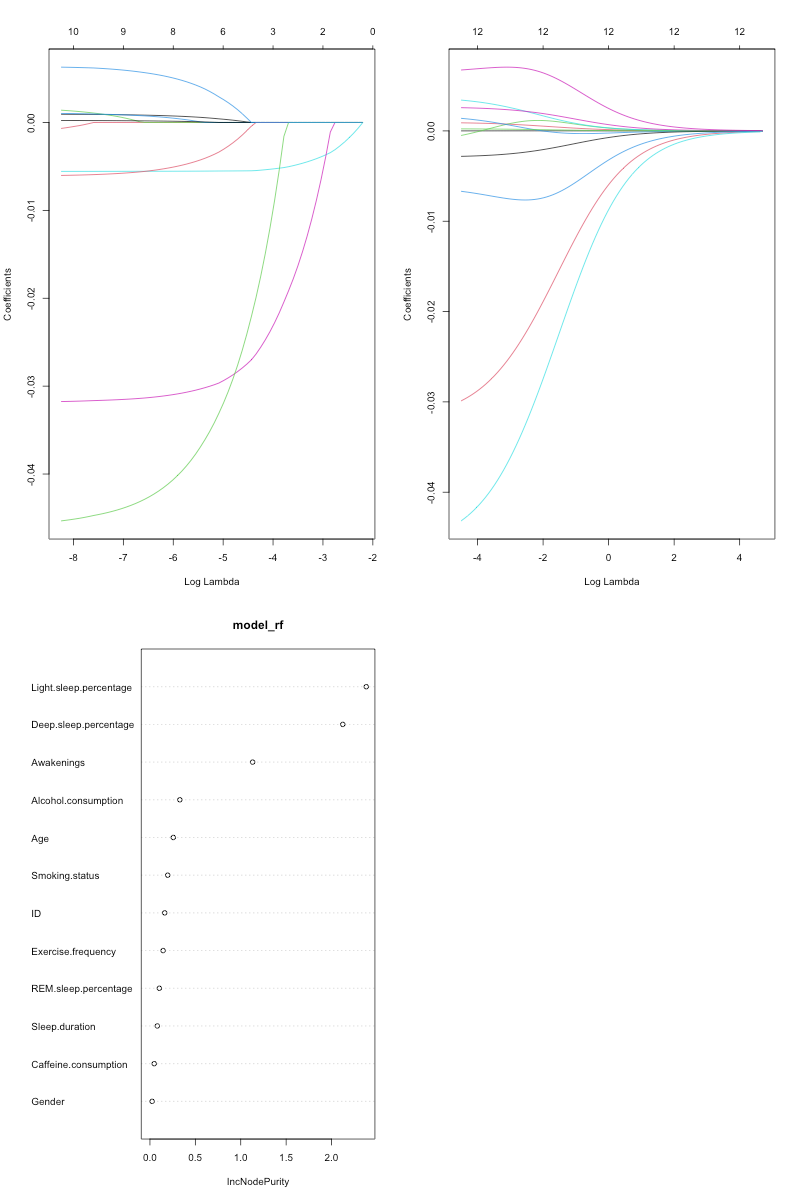 10 9 8 6 3 2 0
0.00
-0.01
-0.02
-0.03
-0.04
Coefficients
-8 -7 -6 -5 -4 -3 -2
Log Lambda
12 12 12 12 12
0.00
-0.01
-0.02
-0.03
-0.04
Coefficients
-4 -2 0 2 4
Log Lambda
model_rf
Light.sleep.percentage
Deep.sleep.percentage
Awakenings
Alcohol.consumption
Age
Smoking.status
ID
Exercise.frequency
REM.sleep.percentage
Sleep.duration
Caffeine.consumption
Gender
0.0 0.5 1.0 1.5 2.0
IncNodePurity